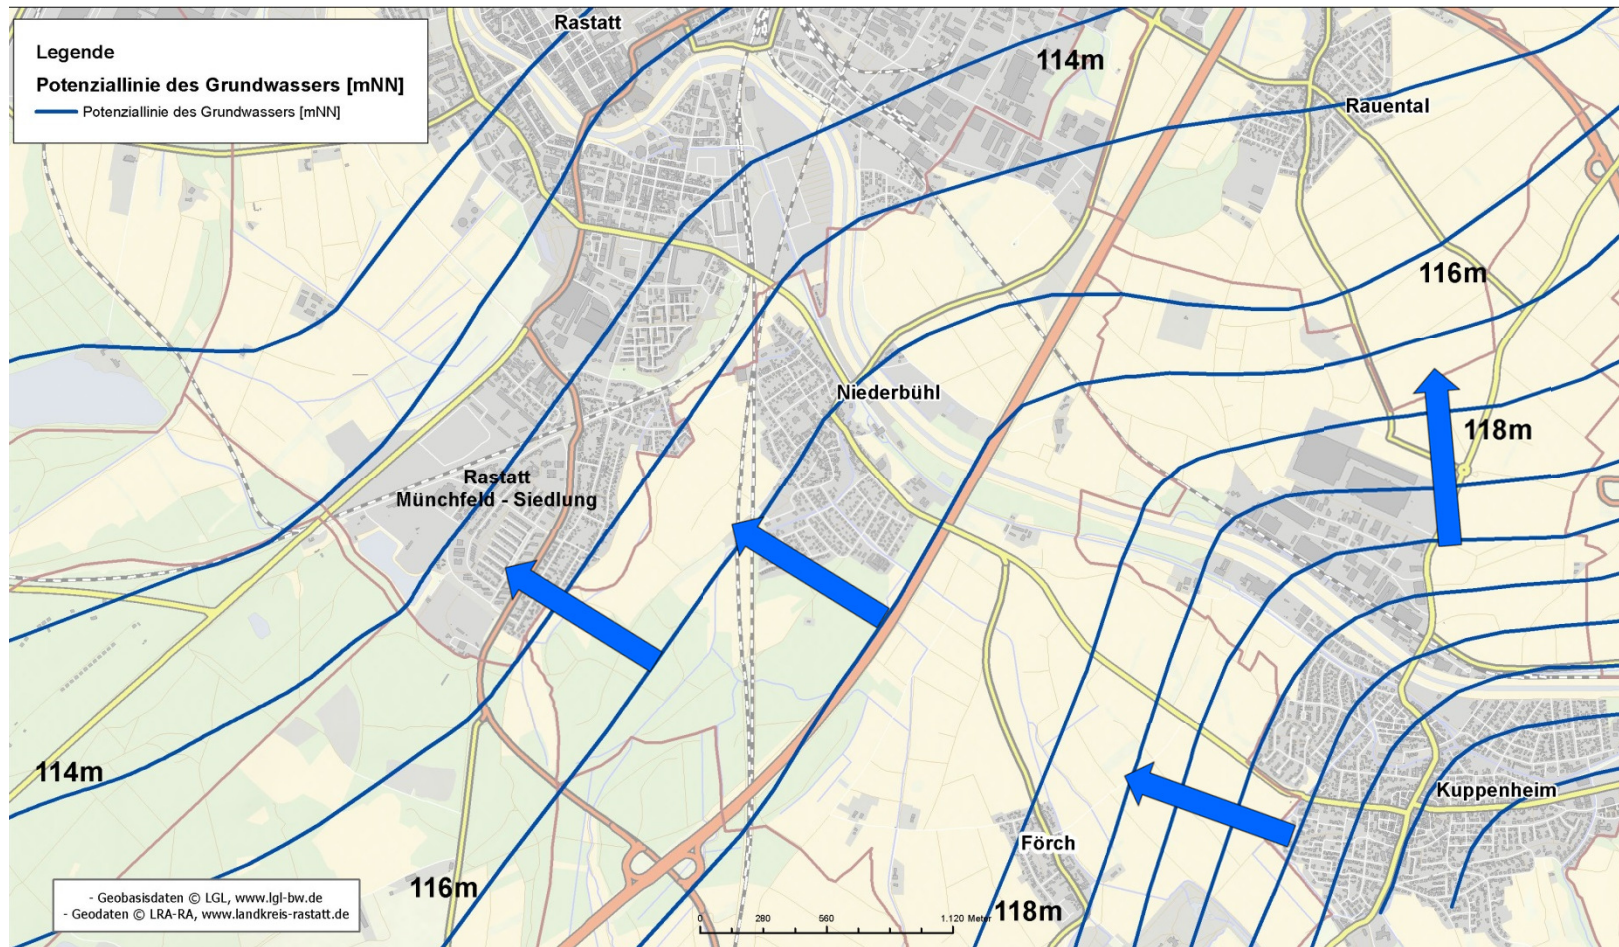 Rastatt
Legende
Potenziallinie des Grundwassers [mNN]
Potenziallinie des Grundwassers [mNN]
114m
Rauental
116m
Niederbühl
118m
Rastatt
Münchfeld - Siedlung
114m
Kuppenheim
Förch
116m
118m
- Geobasisdaten © LGL, www.lgl-bw.de
- Geodaten © LRA-RA, www.landkreis-rastatt.de
0 280 560 1.120 Meter